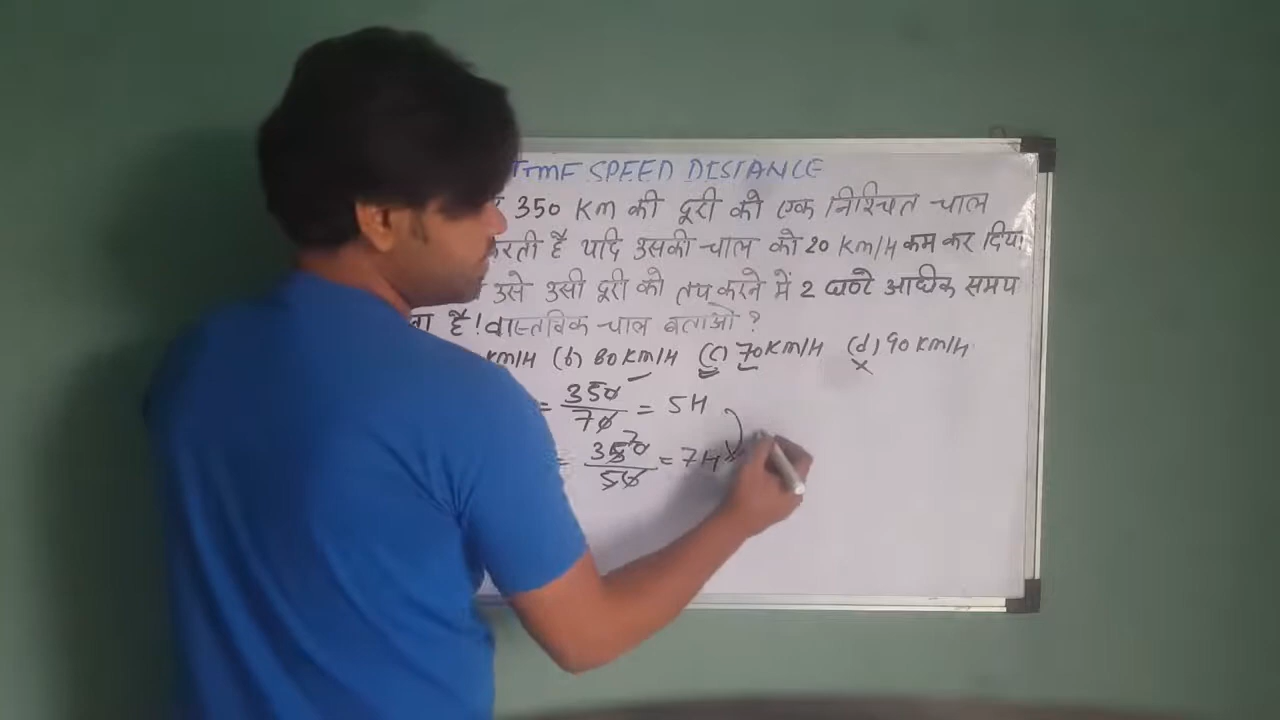 TIME SPEED DISTANCE
350 Km की दूरी को एक निश्चित चाल
करती है यदि उसकी चाल को 20 Km/H कम कर दिया
उसे उसी दूरी को तय करने में 2 घण्टे अधिक समय
है! वास्तविक चाल बताओ ?
Km/H (b) 80 Km/H (c) 70 Km/H (d) 90 Km/H
= 350/70 = 5H
= 350/50 = 7H
7